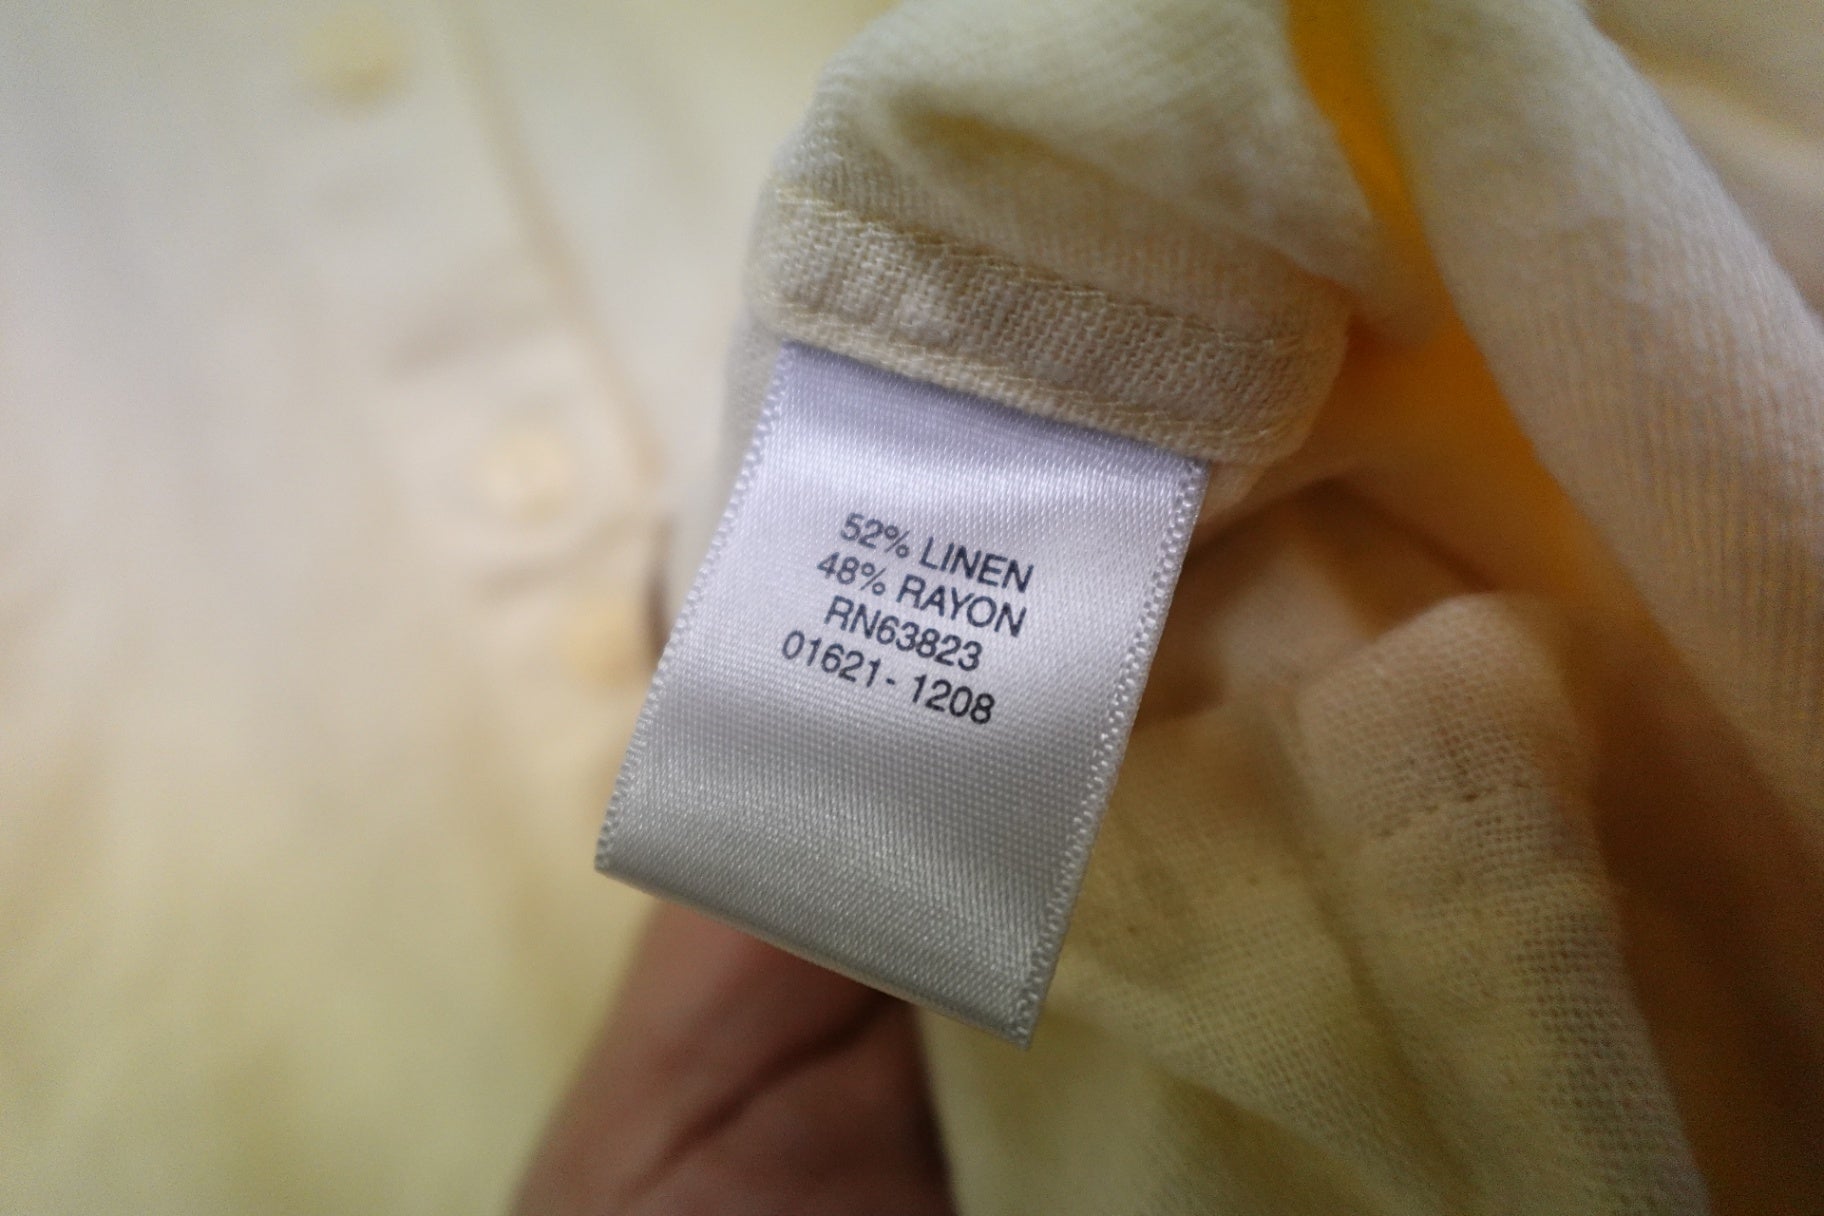 52% LINEN
48% RAYON
RN63823
01621- 1208